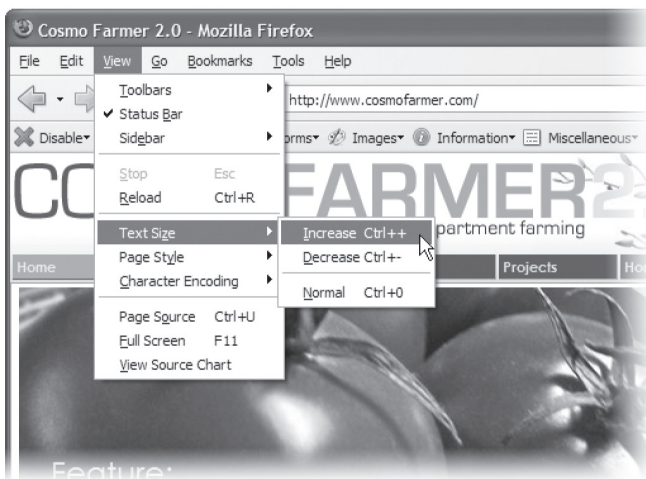 Cosmo Farmer 2.0 - Mozilla Firefox
File Edit View Go Bookmarks Tools Help
http://www.cosmofarmer.com/
Disable Images Information Miscellaneous
Toolbars
✓ Status Bar
Sidebar
Stop Esc
Reload Ctrl+R
Text Size
Page Style
Character Encoding
Page Source Ctrl+U
Full Screen F11
View Source Chart
Increase Ctrl++
Decrease Ctrl+-
Normal Ctrl+0
FARMER
farming
Home Projects
Feature: